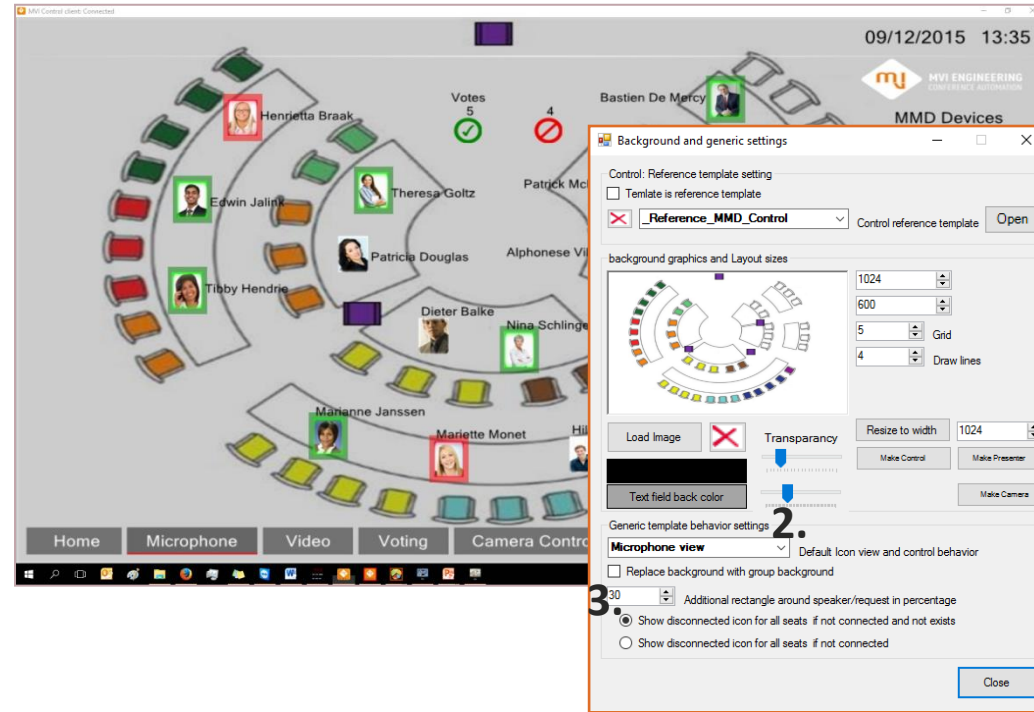 MVI Control client: Connected
09/12/2015 13:35
MVI ENGINEERING
CONFERENCE AUTOMATION
MMD Devices
Votes
5
4
Bastien De Mercy
Henrietta Braak
Theresa Goltz
Patrick
Edwin Jalink
Patricia Douglas
Alphonese
Tibby Hendrie
Dieter Balke
Nina
Marianne Janssen
Mariette Monet
Home Microphone Video Voting Camera
Background and generic settings
Control: Reference template setting
Temlate is reference template
_Reference_MMD_Control
Control reference template
Open
background graphics and Layout sizes
1024
600
5 Grid
4 Draw lines
Load Image
Transparancy
Resize to width
1024
Make Control
Make Presenter
Text field back color
Make Camera
2.
Generic template behavior settings
Microphone view
Default Icon view and control behavior
Replace background with group background
3.
30
Additional rectangle around speaker/request in percentage
Show disconnected icon for all seats if not connected and not exists
Show disconnected icon for all seats if not connected
Close